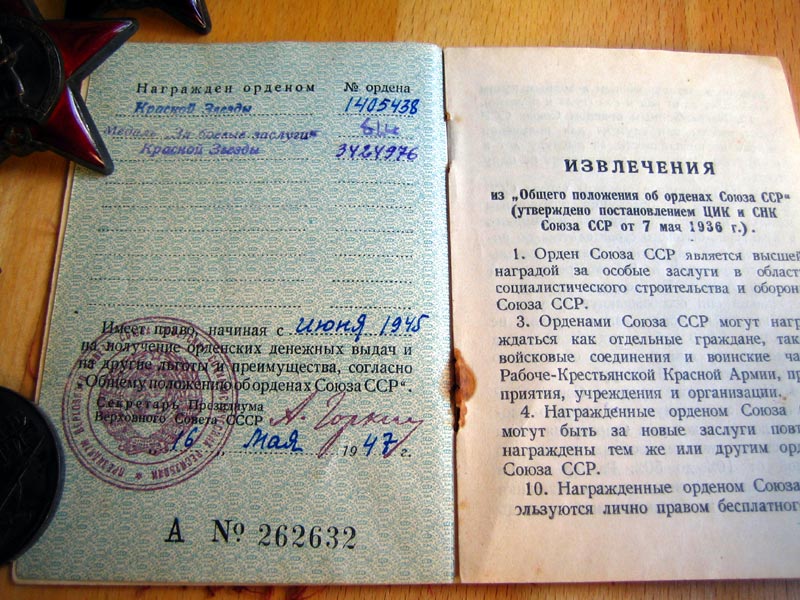 Награжден орденом № ордена
Красной Звезды 1405438
Медаль „За боевые заслуги“ б/н
Красной Звезды 3424976
Имеет право, начиная с июня 1945
на получение орденских денежных выдач и
на другие льготы и преимущества, согласно
„Общему положению об орденах Союза ССР“.
Секретарь Президиума
Верховного Совета СССР А. Горкин
16 Мая 1947 г.
А № 262632
ИЗВЛЕЧЕНИЯ
из „Общего положения об орденах Союза ССР“
(утверждено постановлением ЦИК и СНК
Союза ССР от 7 мая 1936 г.).
1. Орден Союза ССР является высшей
наградой за особые заслуги в област
социалистического строительства и оборон
Союза ССР.
3. Орденами Союза ССР могут награ
ждаться как отдельные граждане, так
войсковые соединения и воинские ча
Рабоче-Крестьянской Красной Армии, пр
приятия, учреждения и организации.
4. Награжденные орденом Союза
могут быть за новые заслуги повт
награждены тем же или другим орд
Союза ССР.
10. Награжденные орденом Союза
ользуются лично правом бесплатног